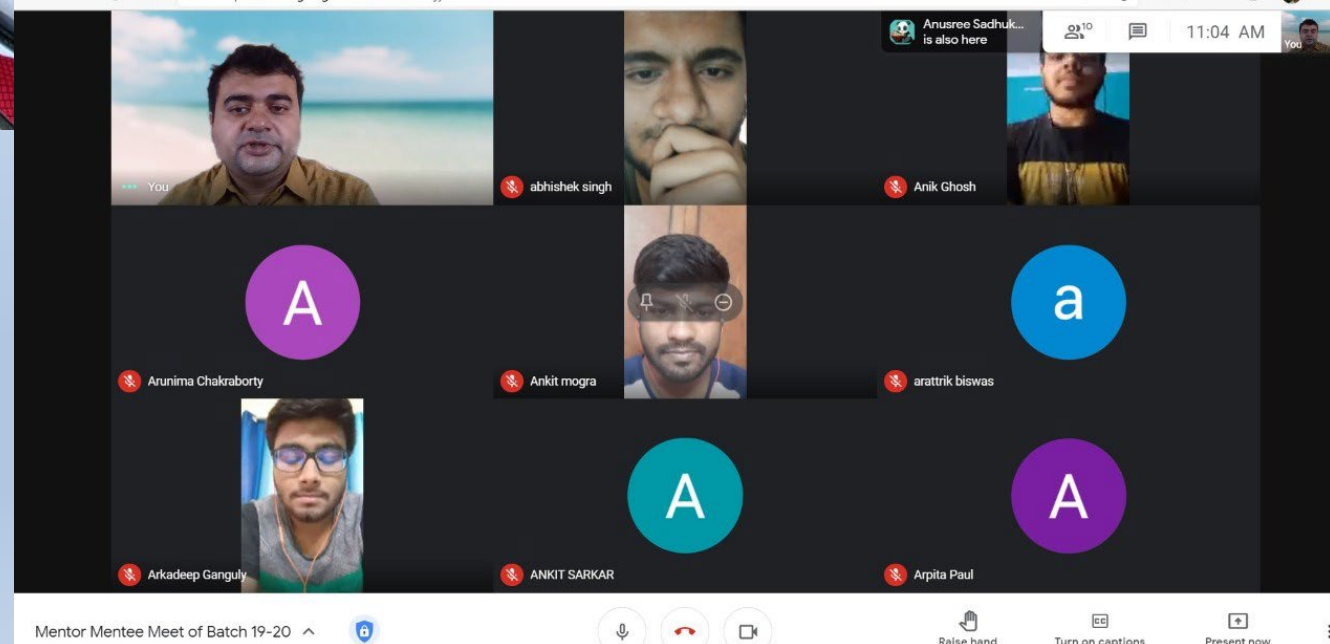 Anusree Sadhuk...
is also here
10
11:04 AM
You
You
abhishek singh
Anik Ghosh
A
a
Arunima Chakraborty
Ankit mogra
arattrik biswas
A
A
Arkadeep Ganguly
ANKIT SARKAR
Arpita Paul
Mentor Mentee Meet of Batch 19-20
CC
Raise hand
Turn on captions
Present now